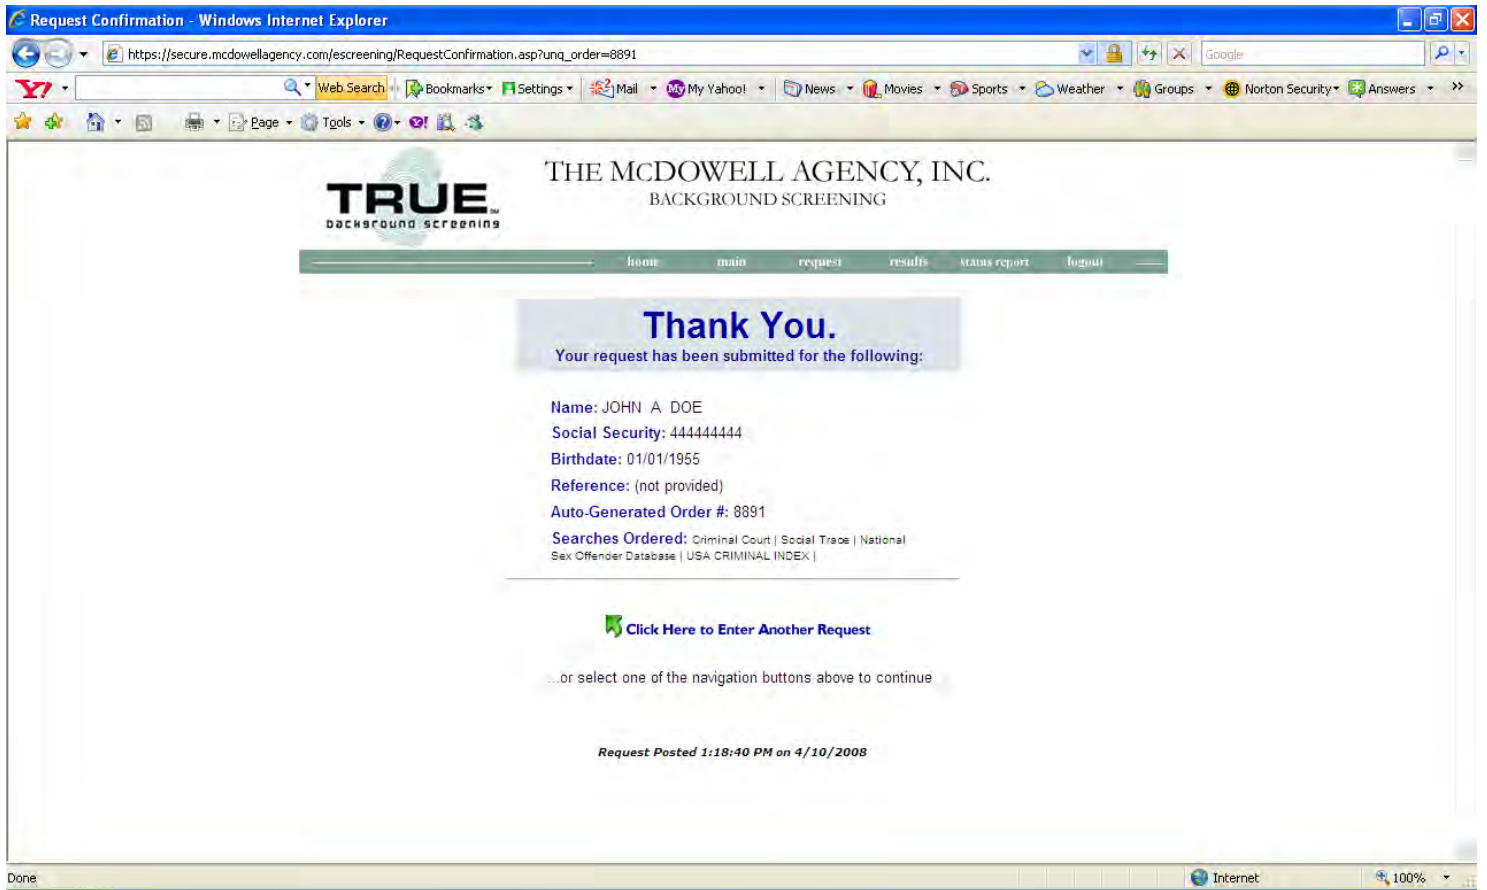 Request Confirmation - Windows Internet Explorer
https://secure.mcdowellagency.com/escreening/RequestConfirmation.asp?unq_order=8891
Google
Y! Web Search Bookmarks Settings Mail My Yahoo! News Movies Sports Weather Groups Norton Security Answers >>
Page Tools
TRUE THE MCDOWELL AGENCY, INC.
background screening BACKGROUND SCREENING
home main request results status report logout
Thank You.
Your request has been submitted for the following:
Name: JOHN A DOE
Social Security: 444444444
Birthdate: 01/01/1955
Reference: (not provided)
Auto-Generated Order #: 8891
Searches Ordered: Criminal Court | Social Trace | National
Sex Offender Database | USA CRIMINAL INDEX |
Click Here to Enter Another Request
...or select one of the navigation buttons above to continue
Request Posted 1:18:40 PM on 4/10/2008
Done Internet 100%